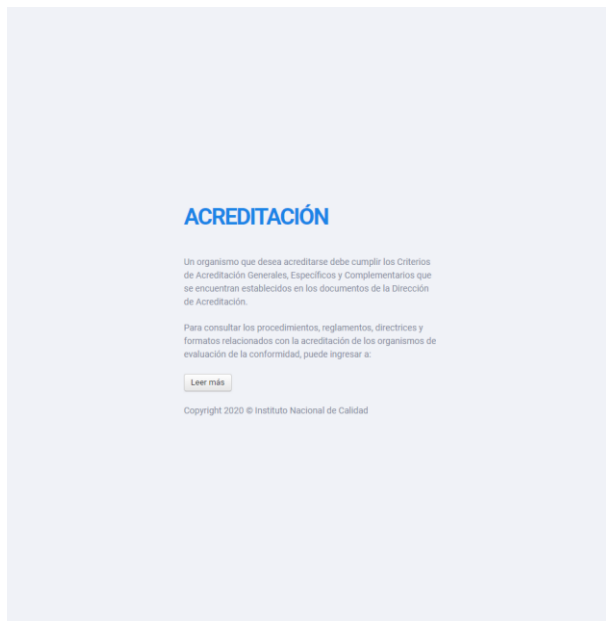 ACREDITACIÓN
Un organismo que desea acreditarse debe cumplir los Criterios
de Acreditación Generales, Específicos y Complementarios que
se encuentran establecidos en los documentos de la Dirección
de Acreditación.
Para consultar los procedimientos, reglamentos, directrices y
formatos relacionados con la acreditación de los organismos de
evaluación de la conformidad, puede ingresar a:
Leer más
Copyright 2020 © Instituto Nacional de Calidad